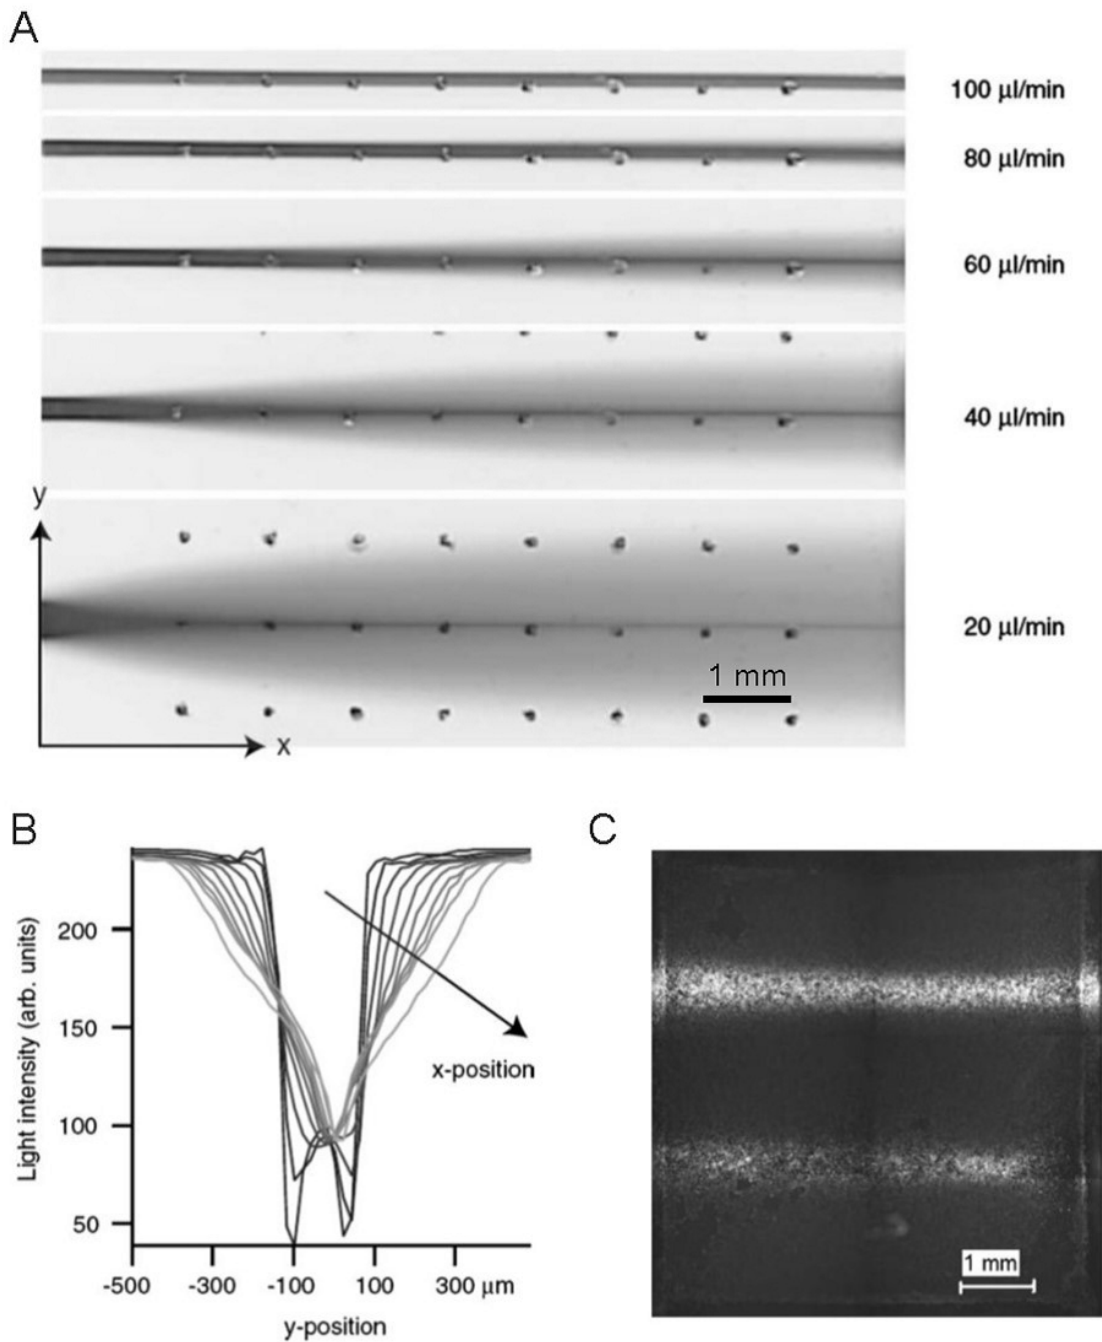 A
100 µl/min
80 µl/min
60 µl/min
40 µl/min
y
20 µl/min
1 mm
x
B
C
Light intensity (arb. units)
200
150
100
50
x-position
-500 -300 -100 100 300 µm
y-position
1 mm